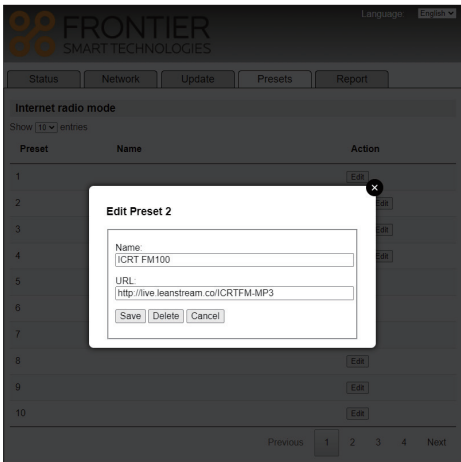 FRONTIER
SMART TECHNOLOGIES
Language: English
Status Network Update Presets Report
Internet radio mode
Show 10 entries
Preset Name Action
1 Edit
2 Edit
3 Edit
4 Edit
5
6
7
8 Edit
9 Edit
10 Edit
Edit Preset 2
Name:
ICRT FM100
URL:
http://live.leanstream.co/ICRTFM-MP3
Save Delete Cancel
Previous 1 2 3 4 Next